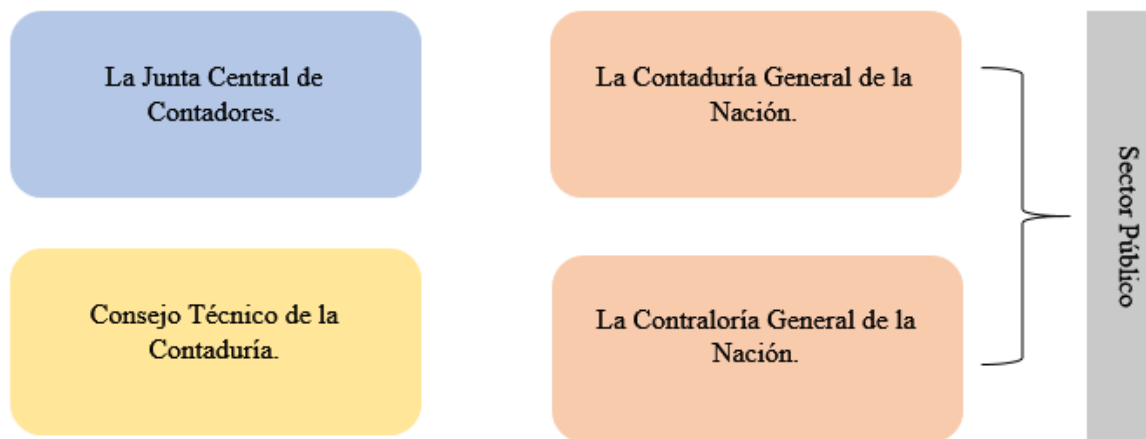 La Junta Central de
Contadores.
La Contaduría General de la
Nación.
Consejo Técnico de la
Contaduría.
La Contraloría General de la
Nación.
Sector Público